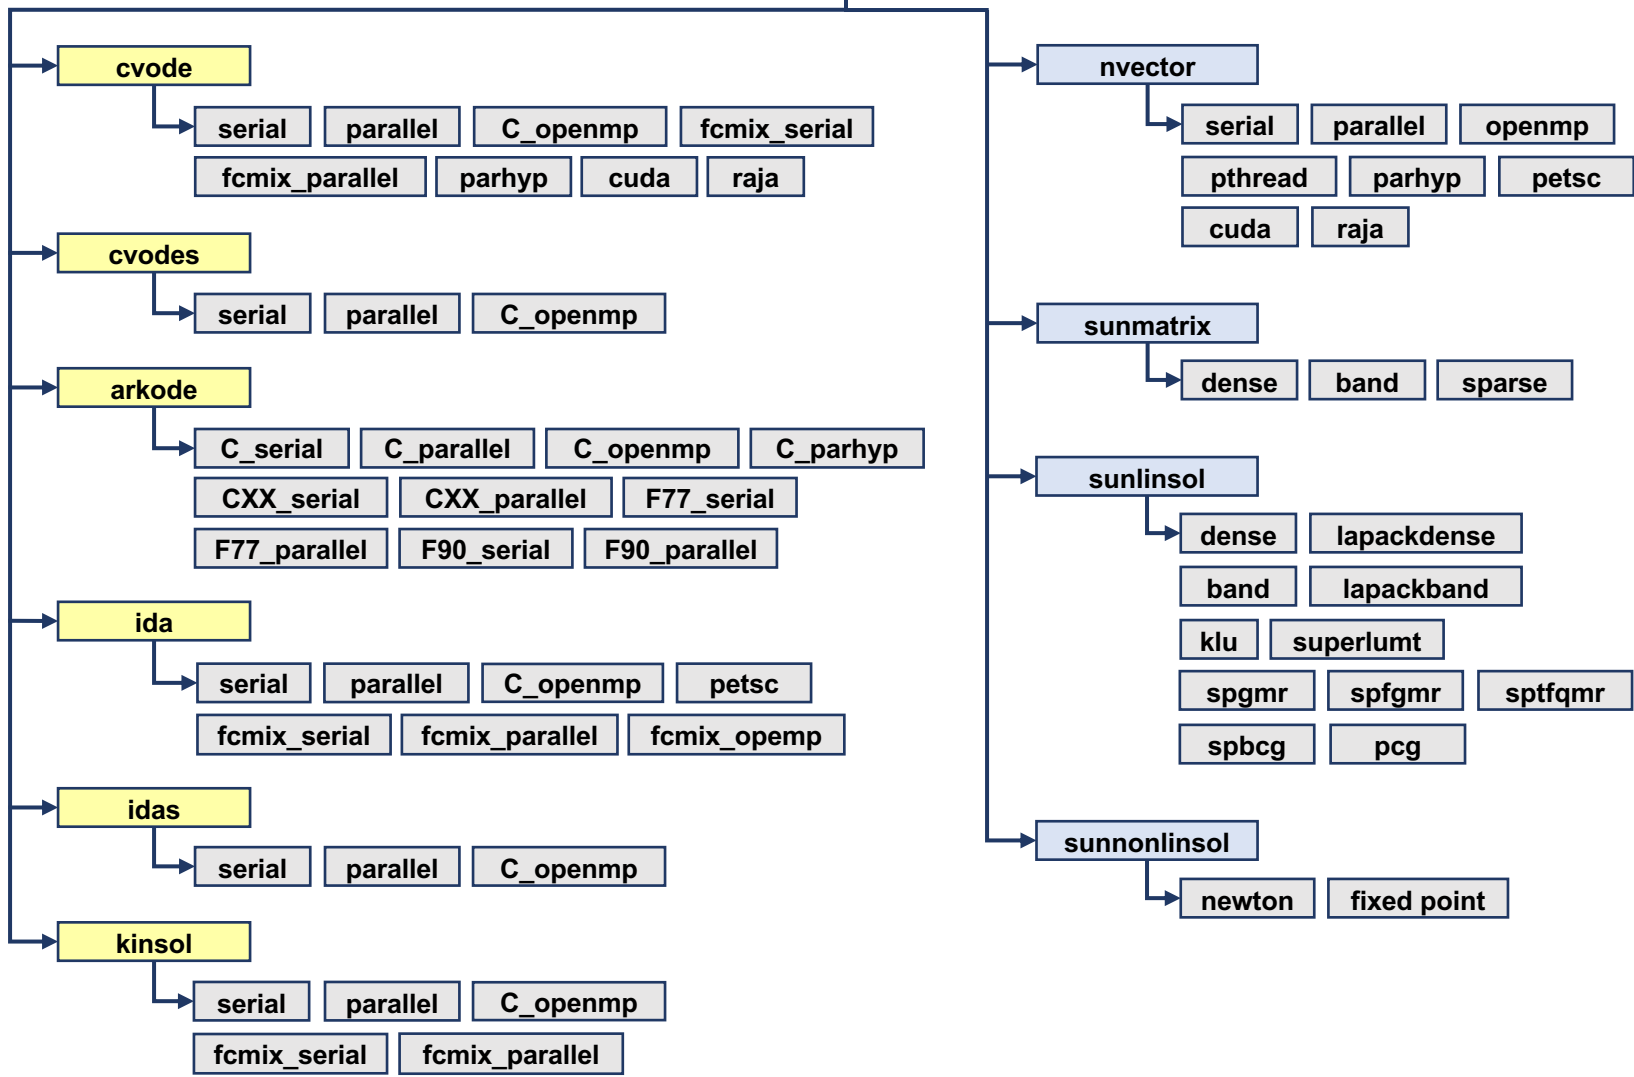 cvode
serial parallel C_openmp fcmix_serial
fcmix_parallel parhyp cuda raja
cvodes
serial parallel C_openmp
arkode
C_serial C_parallel C_openmp C_parhyp
CXX_serial CXX_parallel F77_serial
F77_parallel F90_serial F90_parallel
ida
serial parallel C_openmp petsc
fcmix_serial fcmix_parallel fcmix_opemp
idas
serial parallel C_openmp
kinsol
serial parallel C_openmp
fcmix_serial fcmix_parallel
nvector
serial parallel openmp
pthread parhyp petsc
cuda raja
sunmatrix
dense band sparse
sunlinsol
dense lapackdense
band lapackband
klu superlumt
spgmr spfgmr sptfqmr
spbcg pcg
sunnonlinsol
newton fixed point